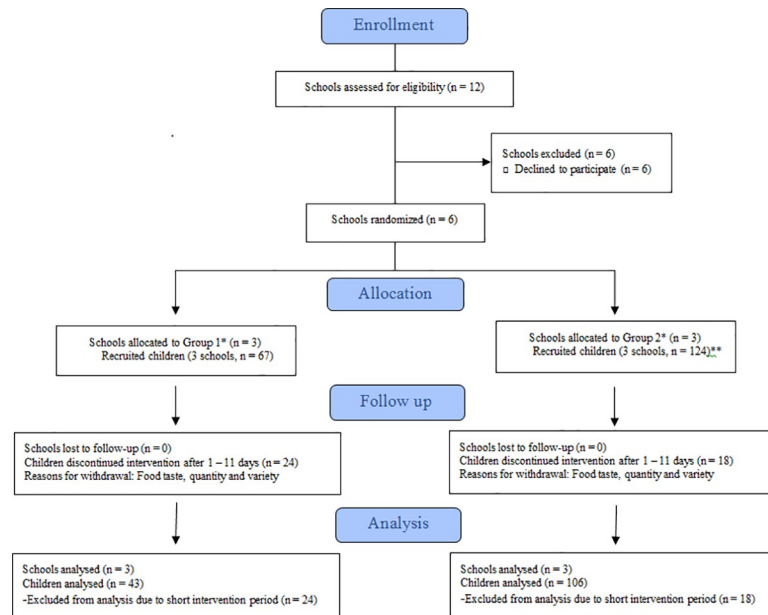 Enrollment
Schools assessed for eligibility (n = 12)
Schools excluded (n = 6)
□ Declined to participate (n = 6)
Schools randomized (n = 6)
Allocation
Schools allocated to Group 1* (n = 3)
Recruited children (3 schools, n = 67)
Schools allocated to Group 2* (n = 3)
Recruited children (3 schools, n = 124)**
Follow up
Schools lost to follow-up (n = 0)
Children discontinued intervention after 1 – 11 days (n = 24)
Reasons for withdrawal: Food taste, quantity and variety
Schools lost to follow-up (n = 0)
Children discontinued intervention after 1 – 11 days (n = 18)
Reasons for withdrawal: Food taste, quantity and variety
Analysis
Schools analysed (n = 3)
Children analysed (n = 43)
-Excluded from analysis due to short intervention period (n = 24)
Schools analysed (n = 3)
Children analysed (n = 106)
-Excluded from analysis due to short intervention period (n = 18)